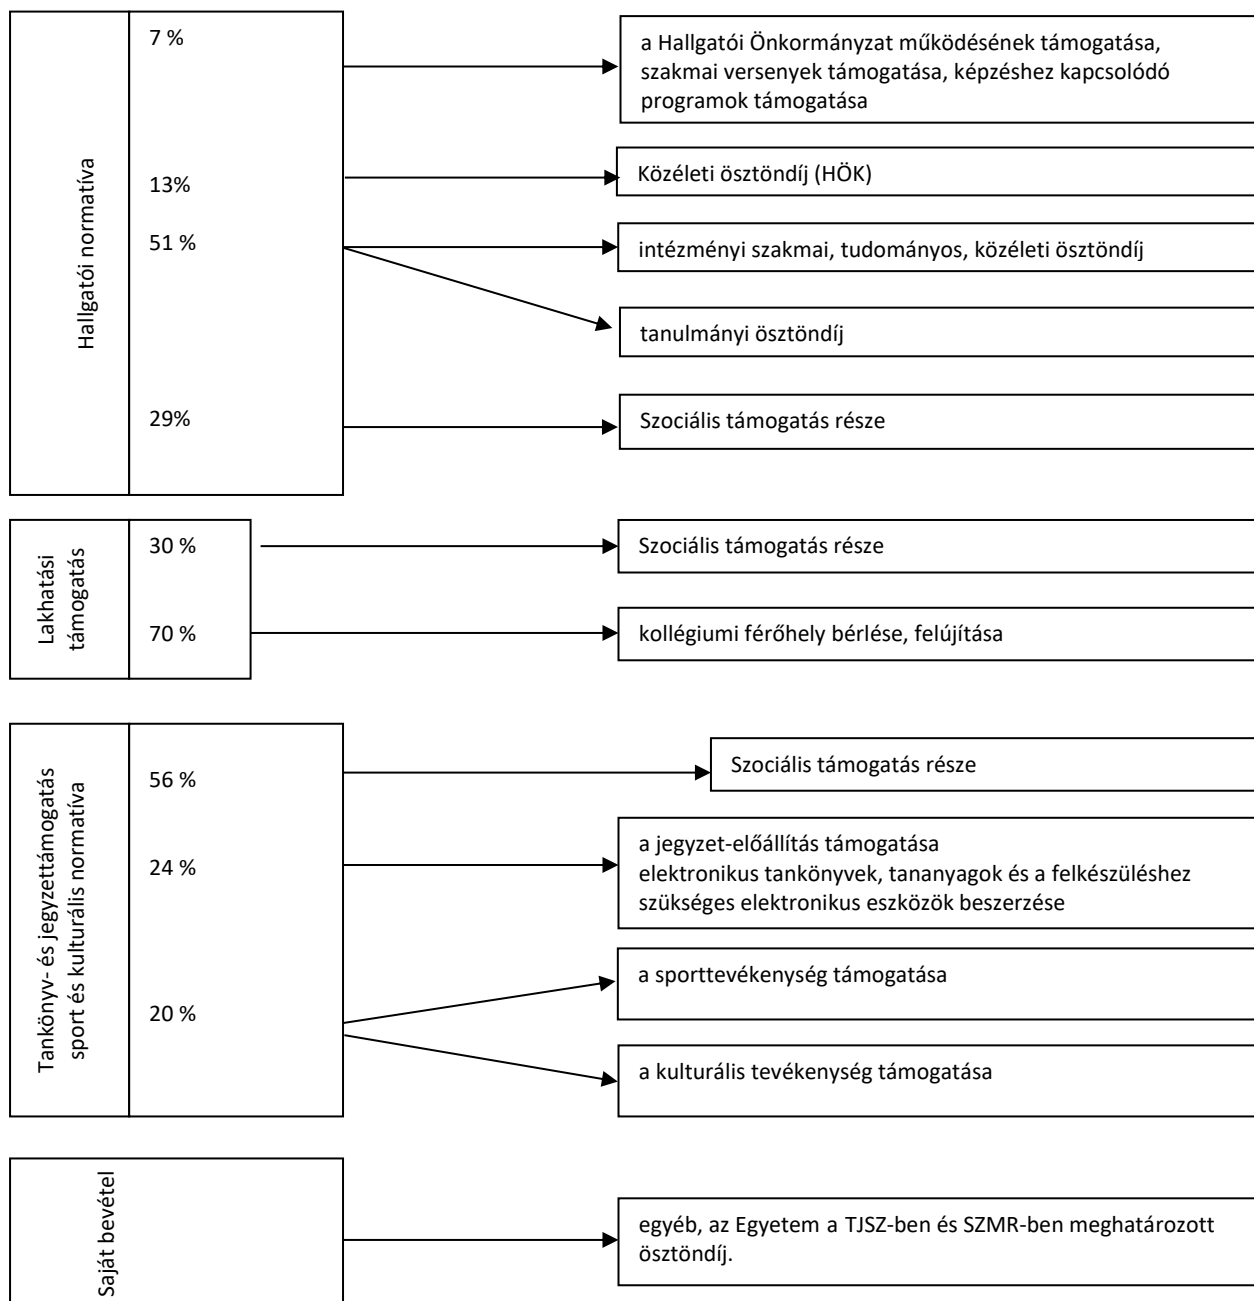 Hallgatói normatíva
7 %
a Hallgatói Önkormányzat működésének támogatása,
szakmai versenyek támogatása, képzéshez kapcsolódó
programok támogatása
13%
Közéleti ösztöndíj (HÖK)
51 %
intézményi szakmai, tudományos, közéleti ösztöndíj
tanulmányi ösztöndíj
29%
Szociális támogatás része
Lakhatási
támogatás
30 %
Szociális támogatás része
70 %
kollégiumi férőhely bérlése, felújítása
Tankönyv- és jegyzettámogatás
sport és kulturális normatíva
56 %
Szociális támogatás része
24 %
a jegyzet-előállítás támogatása
elektronikus tankönyvek, tananyagok és a felkészüléshez
szükséges elektronikus eszközök beszerzése
20 %
a sporttevékenység támogatása
a kulturális tevékenység támogatása
Saját bevétel
egyéb, az Egyetem a TJSZ-ben és SZMR-ben meghatározott
ösztöndíj.